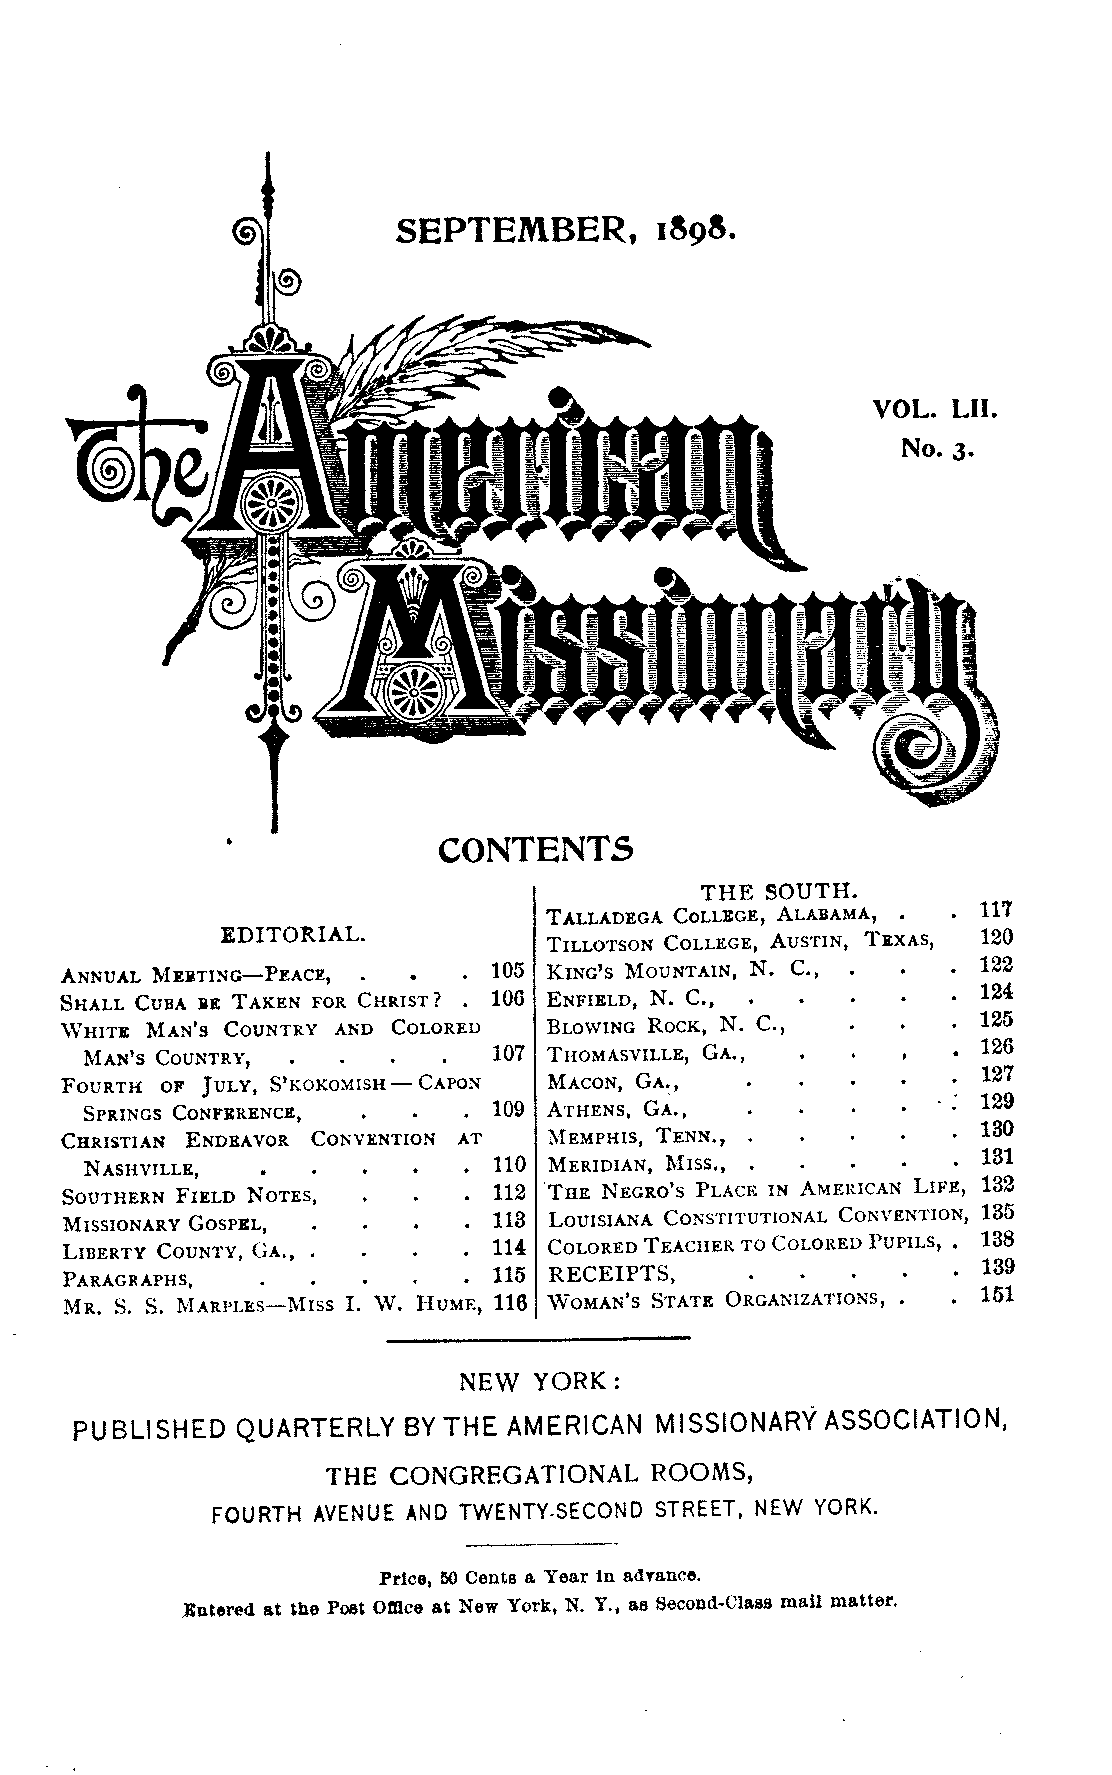 SEPTEMBER, 1898.
The American
Missionary
VOL. LII.
No. 3.
CONTENTS
EDITORIAL.
ANNUAL MEETING—PEACE, . . . 105
SHALL CUBA BE TAKEN FOR CHRIST? . 106
WHITE MAN'S COUNTRY AND COLORED
MAN'S COUNTRY, . . . . 107
FOURTH OF JULY, S'KOKOMISH—CAPON
SPRINGS CONFERENCE, . . . 109
CHRISTIAN ENDEAVOR CONVENTION AT
NASHVILLE, . . . . . 110
SOUTHERN FIELD NOTES, . . . 112
MISSIONARY GOSPEL, . . . . 113
LIBERTY COUNTY, GA., . . . . 114
PARAGRAPHS, . . . . . 115
MR. S. S. MARPLES—MISS I. W. HUME, 116
THE SOUTH.
TALLADEGA COLLEGE, ALABAMA, . . 117
TILLOTSON COLLEGE, AUSTIN, TEXAS, 120
KING'S MOUNTAIN, N. C., . . . 122
ENFIELD, N. C., . . . . . 124
BLOWING ROCK, N. C., . . . 125
THOMASVILLE, GA., . . . . 126
MACON, GA., . . . . . 127
ATHENS, GA., . . . . . 129
MEMPHIS, TENN., . . . . . 130
MERIDIAN, MISS., . . . . . 131
THE NEGRO'S PLACE IN AMERICAN LIFE, 132
LOUISIANA CONSTITUTIONAL CONVENTION, 135
COLORED TEACHER TO COLORED PUPILS, . 138
RECEIPTS, . . . . . 139
WOMAN'S STATE ORGANIZATIONS, . . 151
NEW YORK:
PUBLISHED QUARTERLY BY THE AMERICAN MISSIONARY ASSOCIATION,
THE CONGREGATIONAL ROOMS,
FOURTH AVENUE AND TWENTY-SECOND STREET, NEW YORK.
Price, 50 Cents a Year in advance.
Entered at the Post Office at New York, N. Y., as Second-Class mail matter.